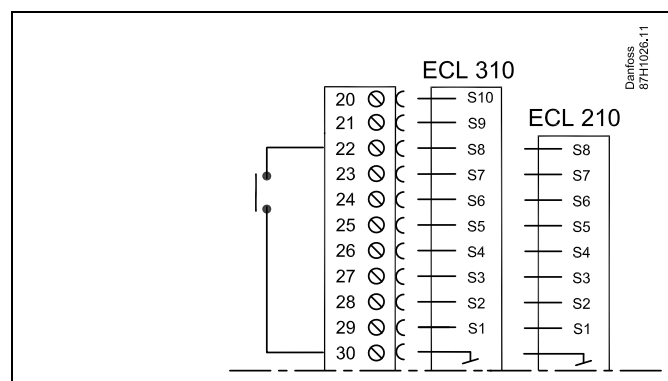 Danfoss
87H1026.11
ECL 310
ECL 210
20 S10
21 S9
22 S8 S8
23 S7 S7
24 S6 S6
25 S5 S5
26 S4 S4
27 S3 S3
28 S2 S2
29 S1 S1
30